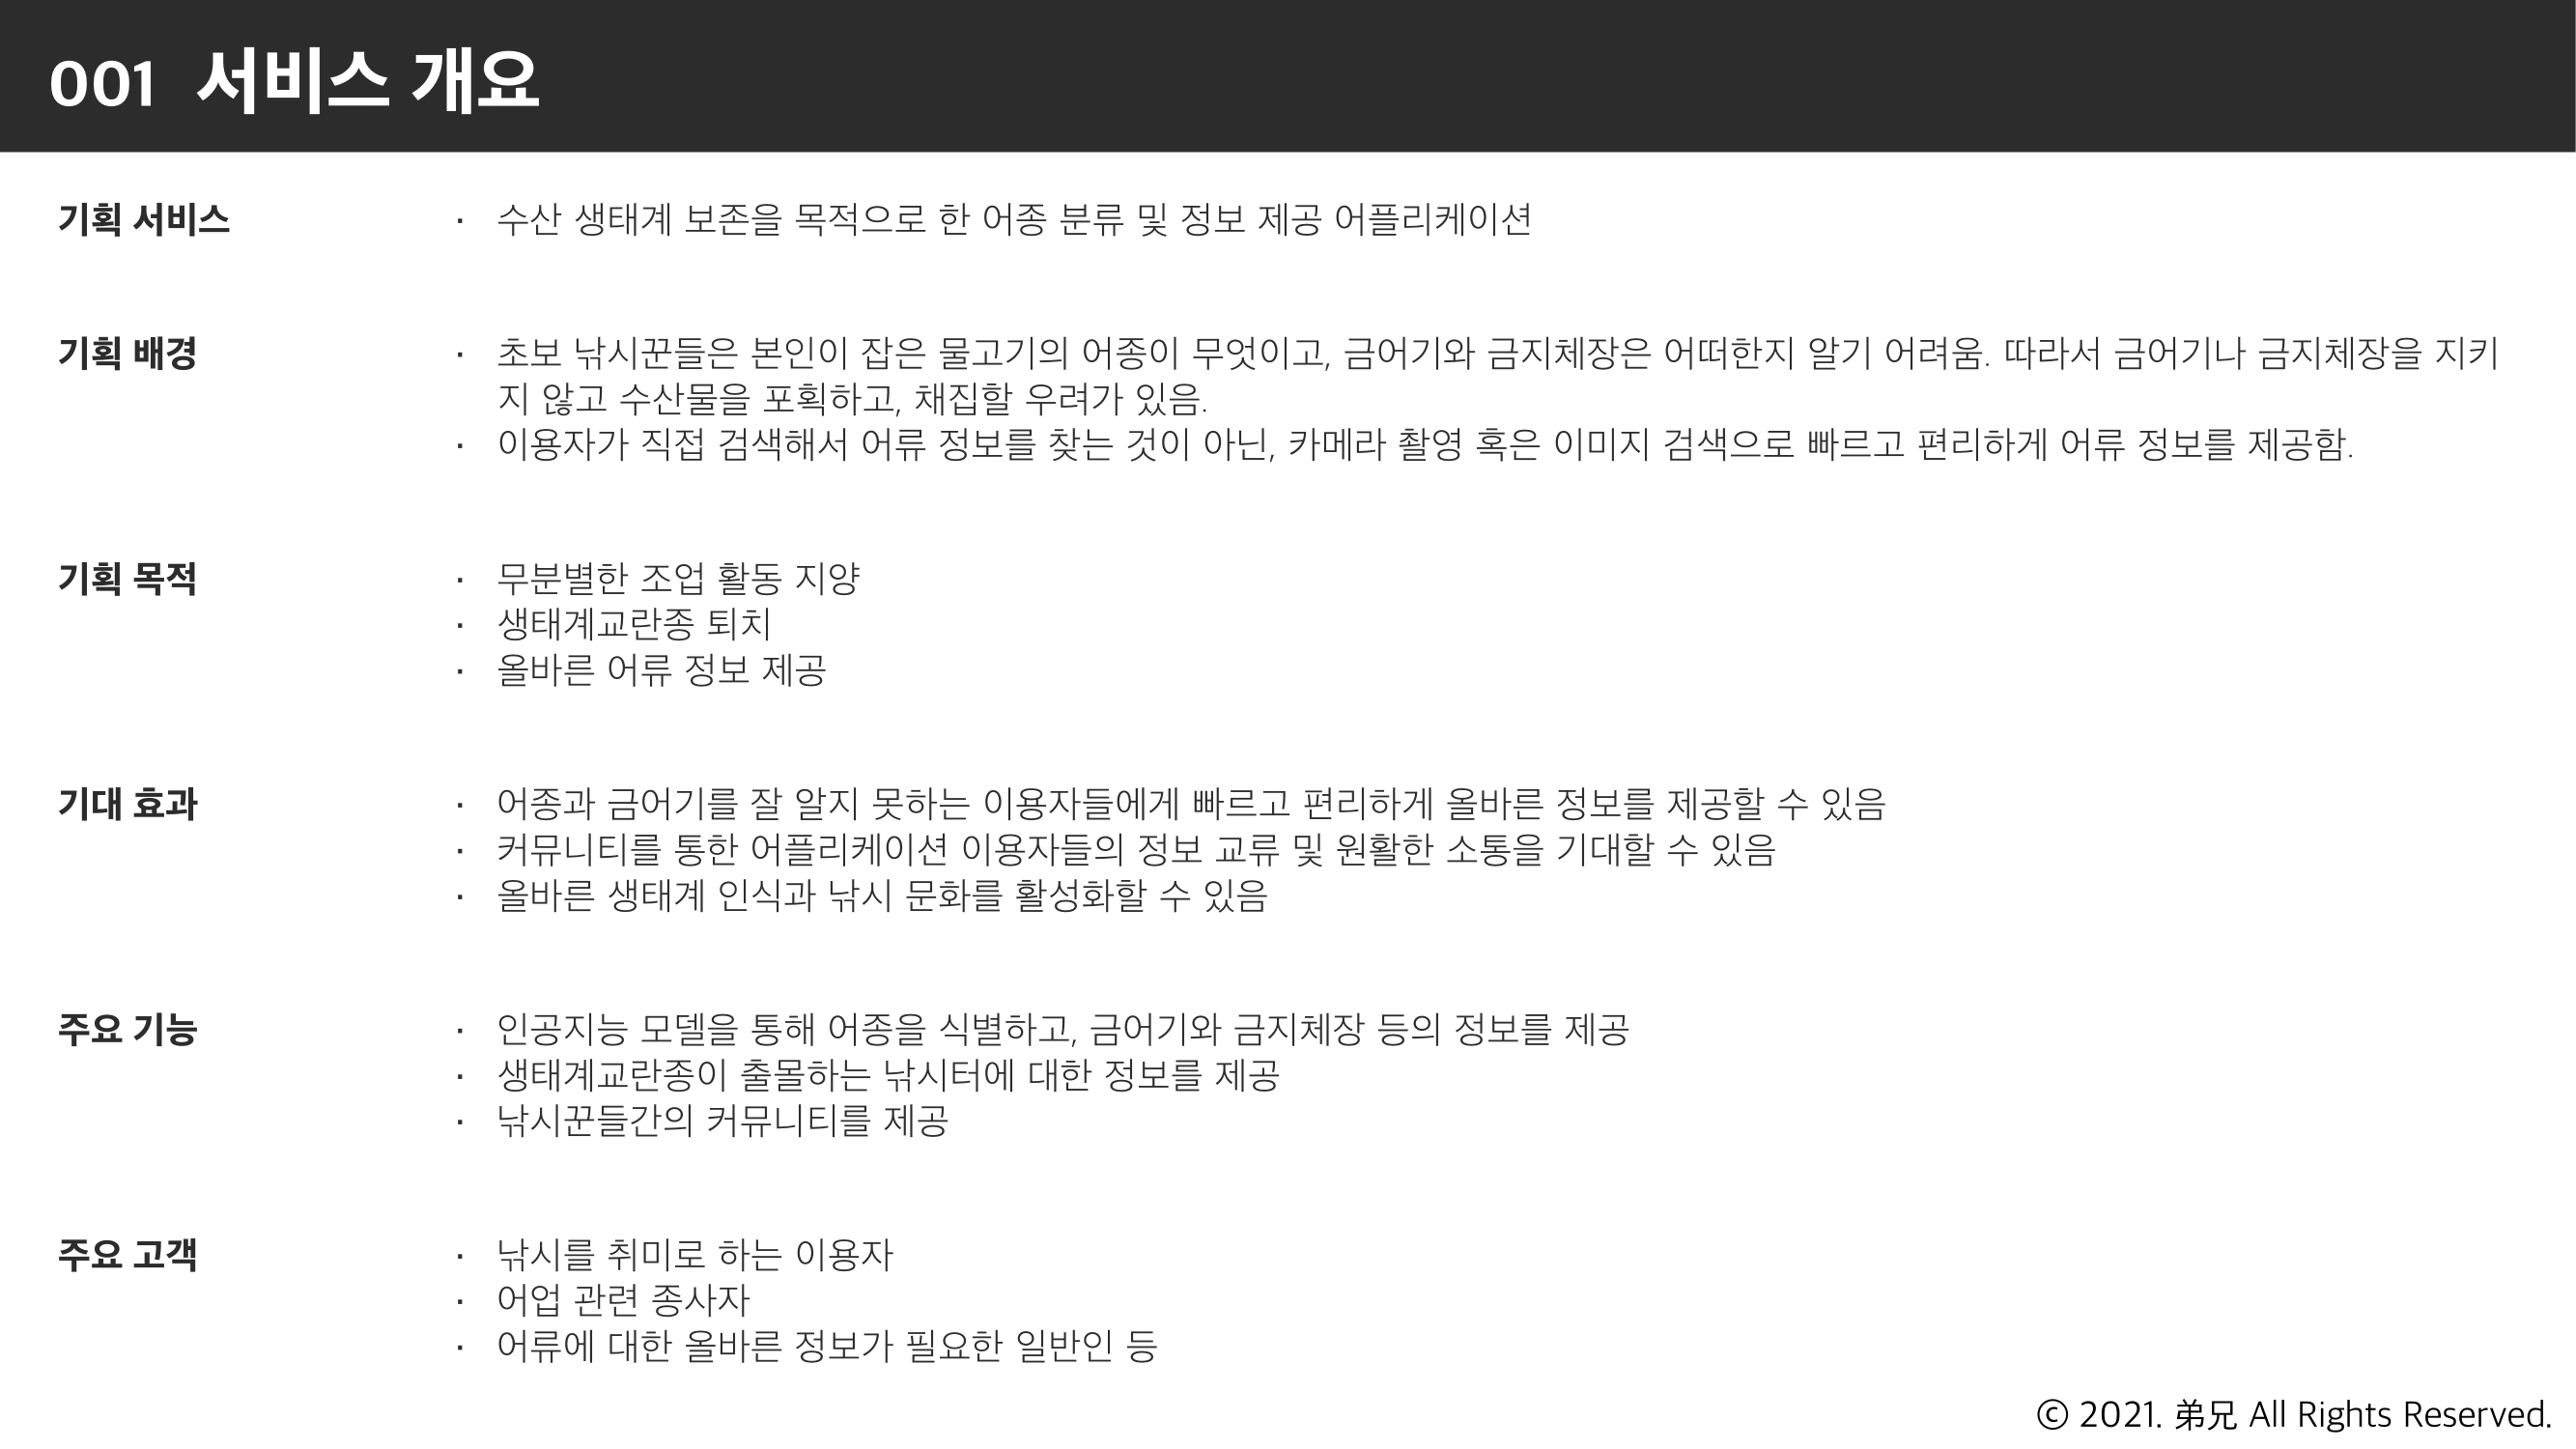 001 서비스 개요
기획 서비스
· 수산 생태계 보존을 목적으로 한 어종 분류 및 정보 제공 어플리케이션
기획 배경
· 초보 낚시꾼들은 본인이 잡은 물고기의 어종이 무엇이고, 금어기와 금지체장은 어떠한지 알기 어려움. 따라서 금어기나 금지체장을 지키
지 않고 수산물을 포획하고, 채집할 우려가 있음.
· 이용자가 직접 검색해서 어류 정보를 찾는 것이 아닌, 카메라 촬영 혹은 이미지 검색으로 빠르고 편리하게 어류 정보를 제공함.
기획 목적
· 무분별한 조업 활동 지양
· 생태계교란종 퇴치
· 올바른 어류 정보 제공
기대 효과
· 어종과 금어기를 잘 알지 못하는 이용자들에게 빠르고 편리하게 올바른 정보를 제공할 수 있음
· 커뮤니티를 통한 어플리케이션 이용자들의 정보 교류 및 원활한 소통을 기대할 수 있음
· 올바른 생태계 인식과 낚시 문화를 활성화할 수 있음
주요 기능
· 인공지능 모델을 통해 어종을 식별하고, 금어기와 금지체장 등의 정보를 제공
· 생태계교란종이 출몰하는 낚시터에 대한 정보를 제공
· 낚시꾼들간의 커뮤니티를 제공
주요 고객
· 낚시를 취미로 하는 이용자
· 어업 관련 종사자
· 어류에 대한 올바른 정보가 필요한 일반인 등
© 2021. 弟兄 All Rights Reserved.